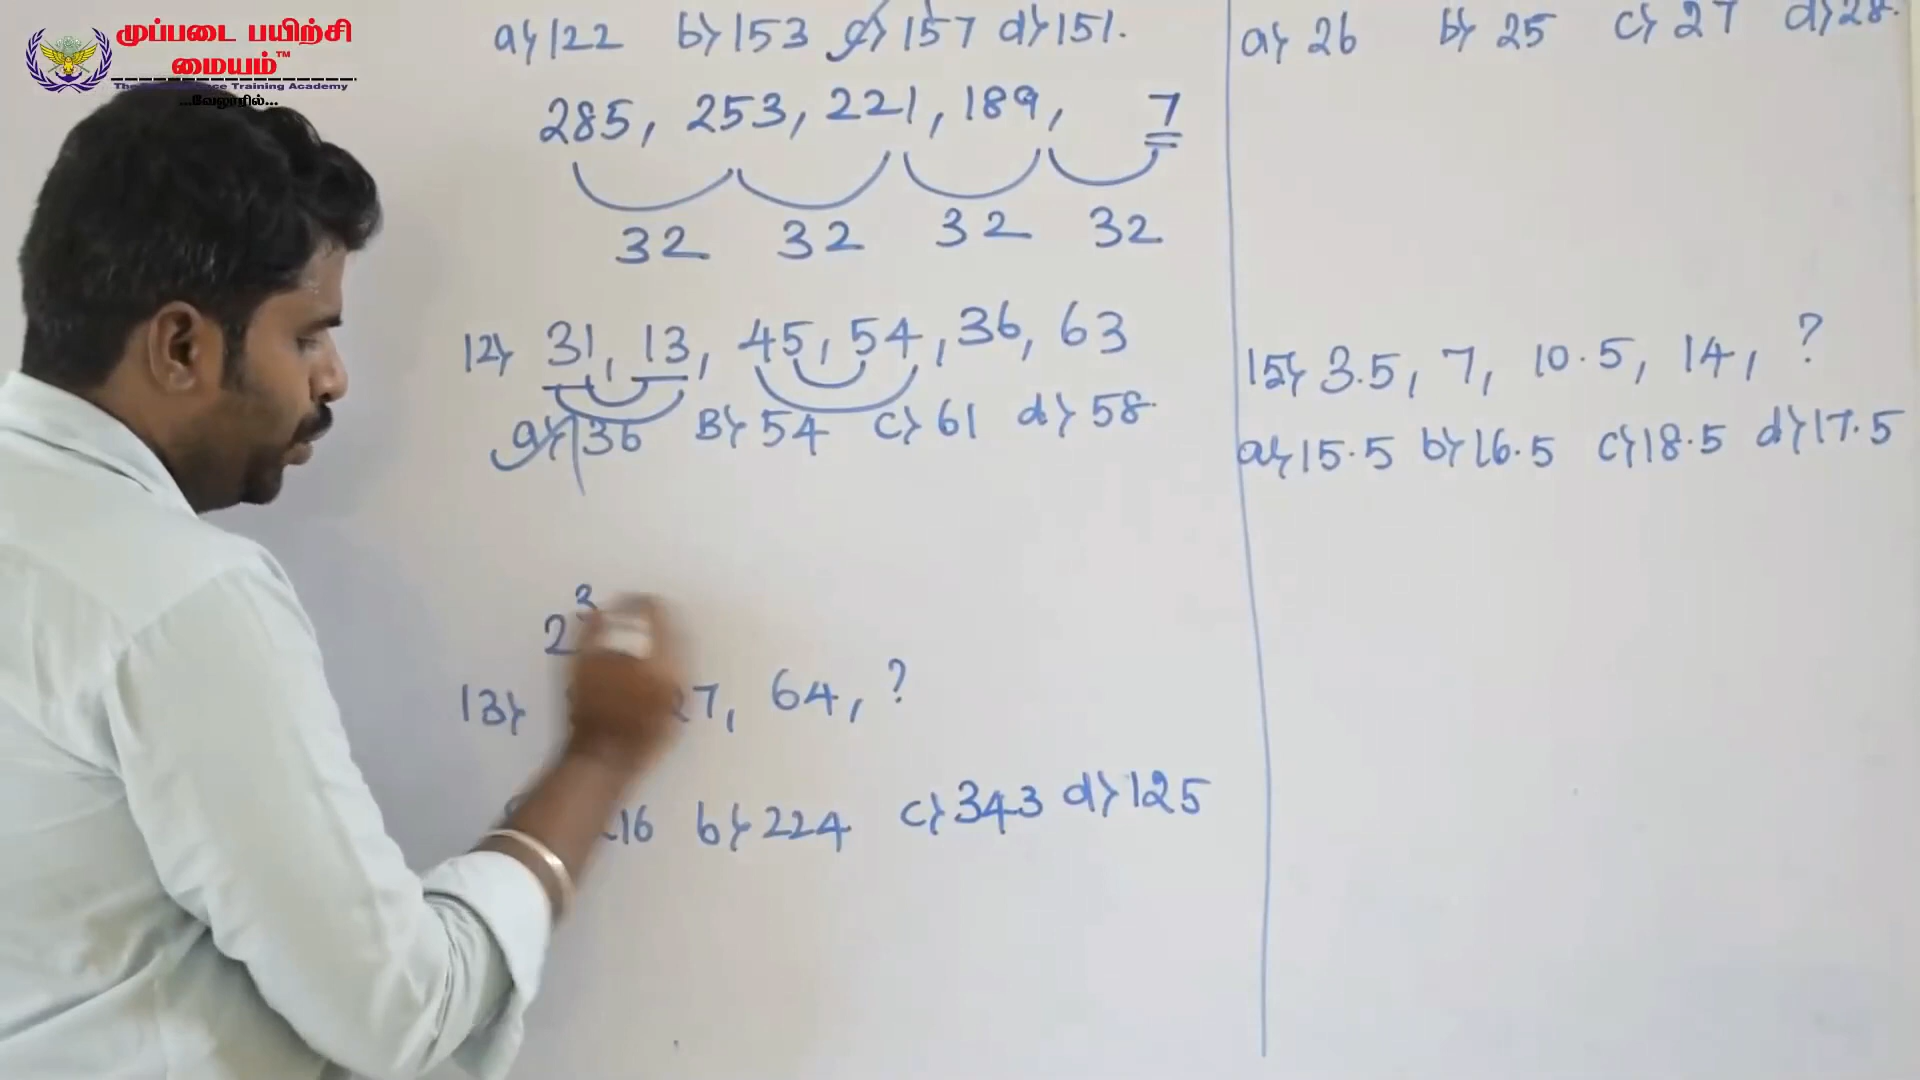 முப்படை பயிற்சி
மையம்™
Training Academy
...வேலூரில்...
a) 122 b) 153 c) 157 d) 151.
285, 253, 221, 189, 7
32 32 32 32
12) 31, 13, 45, 54, 36, 63
a) 36 B) 54 c) 61 d) 58.
2³
13) 27, 64, ?
16 b) 224 c) 343 d) 125
a) 26 b) 25 c) 27 d) 28.
15) 3.5, 7, 10.5, 14, ?
a) 15.5 b) 16.5 c) 18.5 d) 17.5